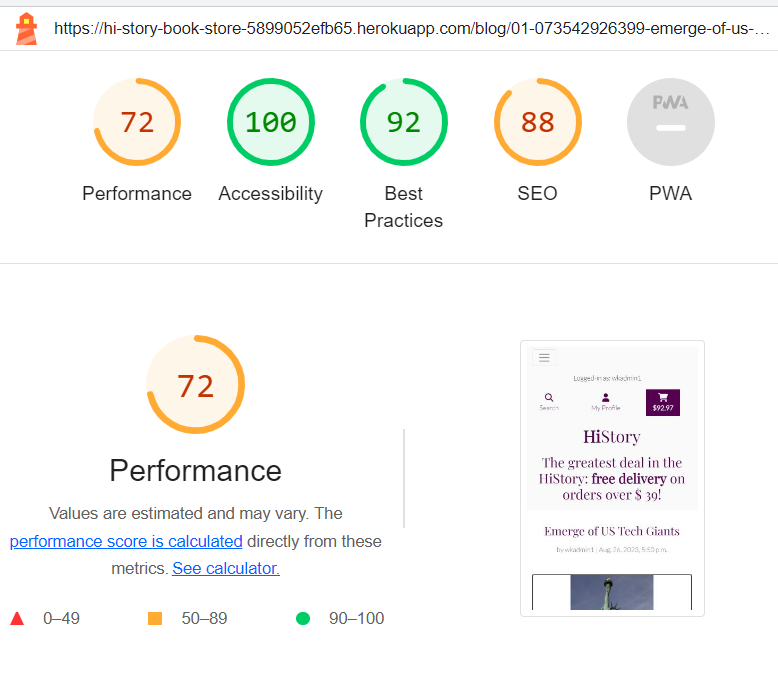 https://hi-story-book-store-5899052efb65.herokuapp.com/blog/01-073542926399-emerge-of-us-...
72
100
92
88
PWA
Performance
Accessibility
Best
Practices
SEO
PWA
72
Performance
Values are estimated and may vary. The
performance score is calculated directly from these
metrics. See calculator.
0–49
50–89
90–100
Logged-in as: wkadmin1
Search
My Profile
$92.97
HiStory
The greatest deal in the
HiStory: free delivery on
orders over $ 39!
Emerge of US Tech Giants
by wkadmin1 | Aug. 26, 2023, 5:50 p.m.